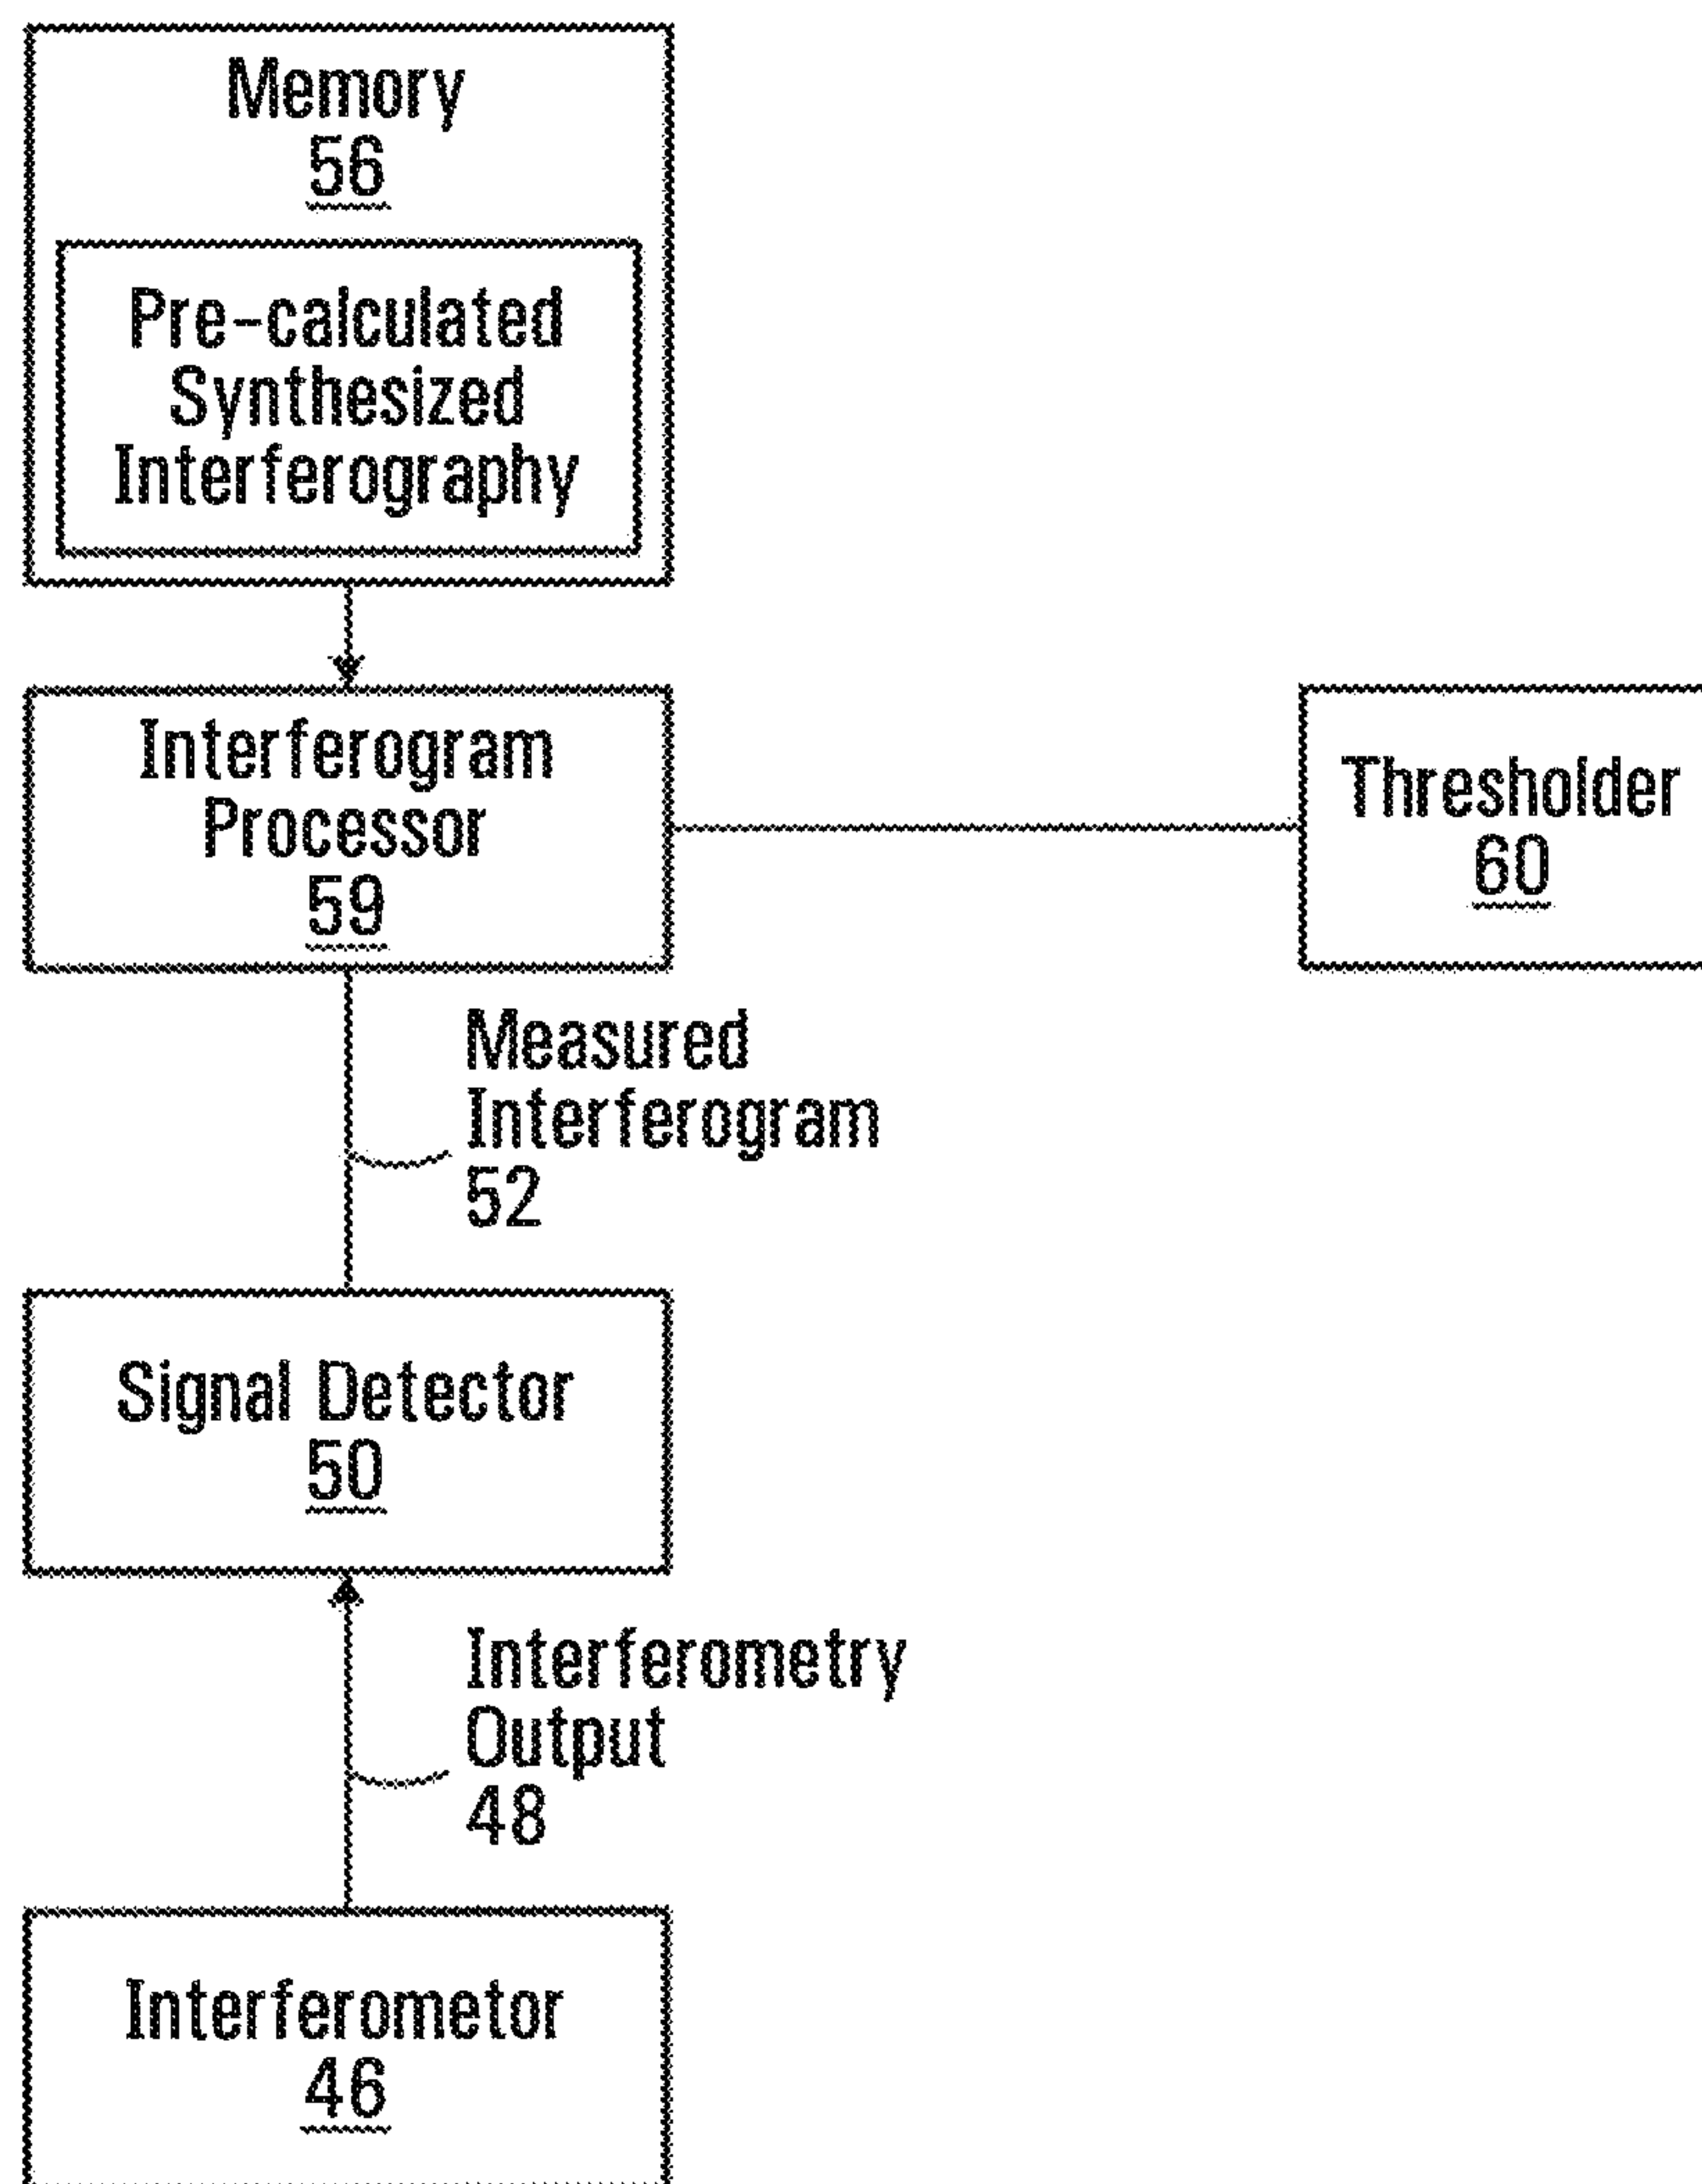 Memory
56
Pre-calculated
Synthesized
Interferography
Interferogram
Processor
59
Thresholder
60
Measured
Interferogram
52
Signal Detector
50
Interferometry
Output
48
Interferometor
46